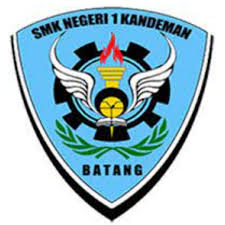 SMK NEGERI 1 KANDEMAN
BATANG